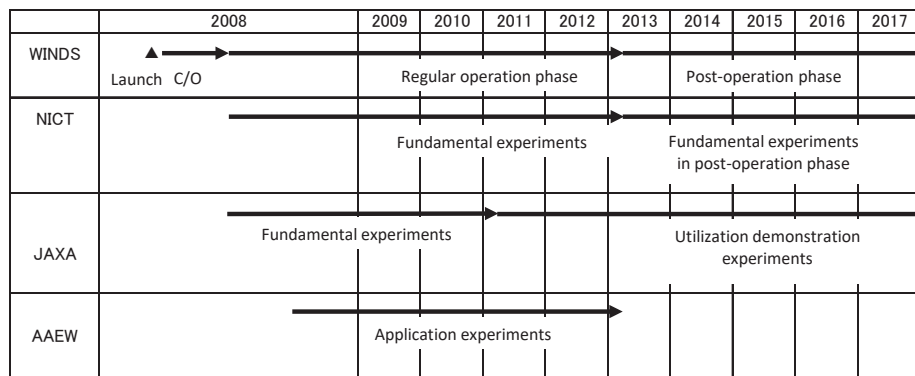 2008 2009 2010 2011 2012 2013 2014 2015 2016 2017
WINDS
Launch C/O Regular operation phase Post-operation phase
NICT
Fundamental experiments Fundamental experiments
in post-operation phase
JAXA
Fundamental experiments Utilization demonstration
experiments
AAEW
Application experiments